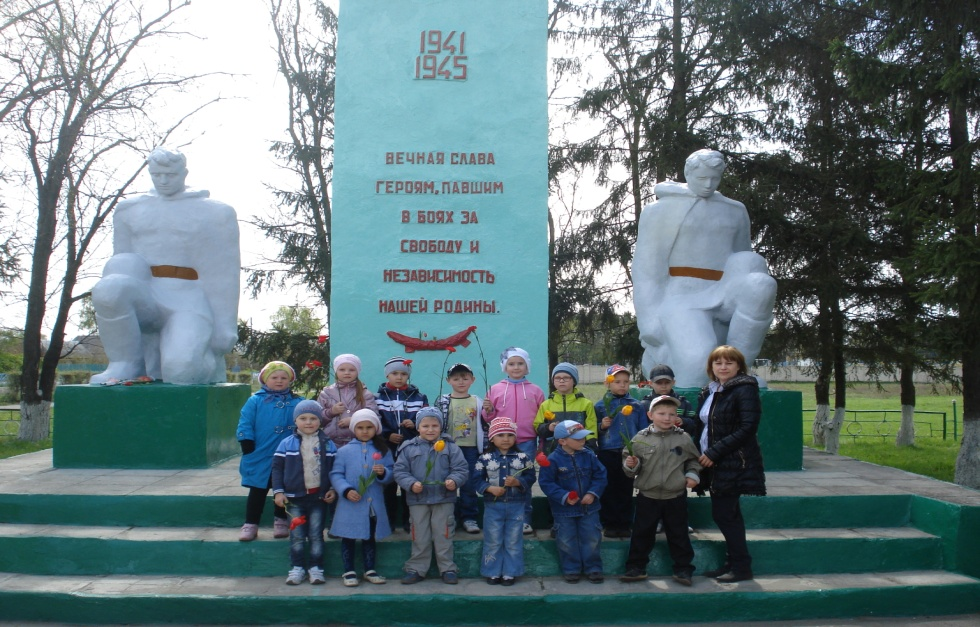 1941
1945
ВЕЧНАЯ СЛАВА
ГЕРОЯМ, ПАВШИМ
В БОЯХ ЗА
СВОБОДУ И
НЕЗАВИСИМОСТЬ
НАШЕЙ РОДИНЫ.